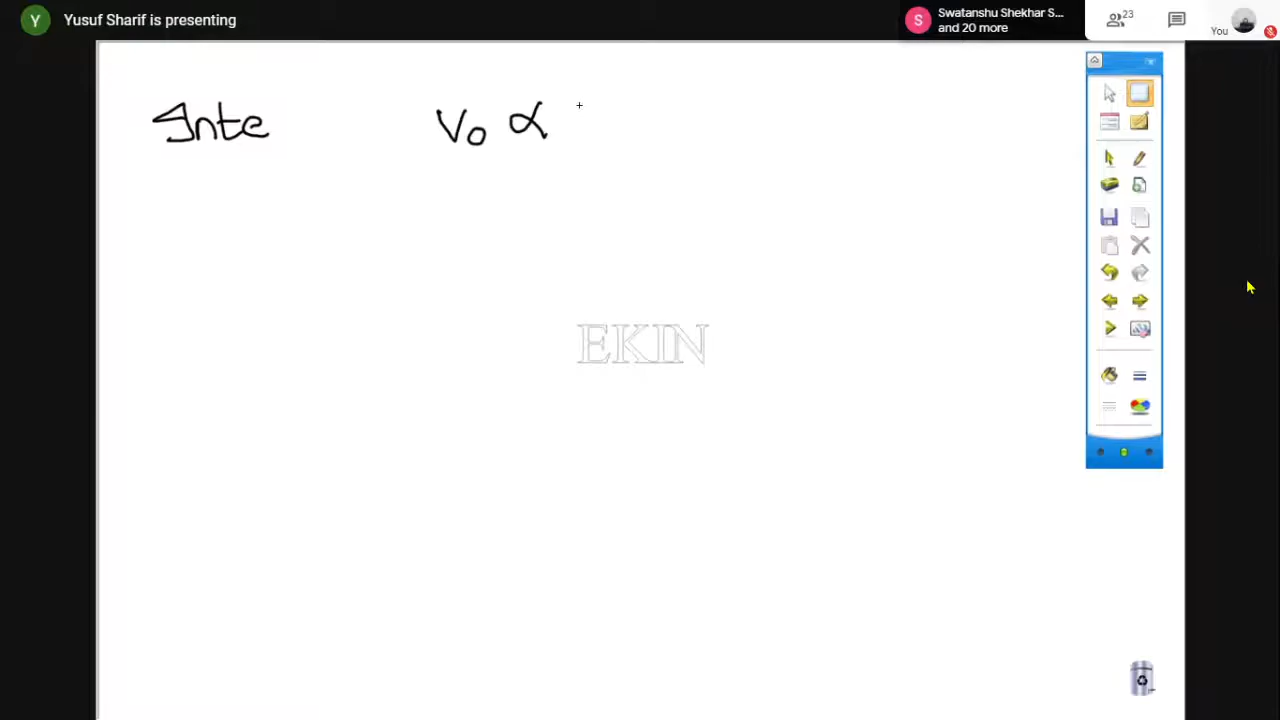 Y Yusuf Sharif is presenting
S Swatanshu Shekhar S...
and 20 more
23
You
Inte V₀ ∝
EKIN